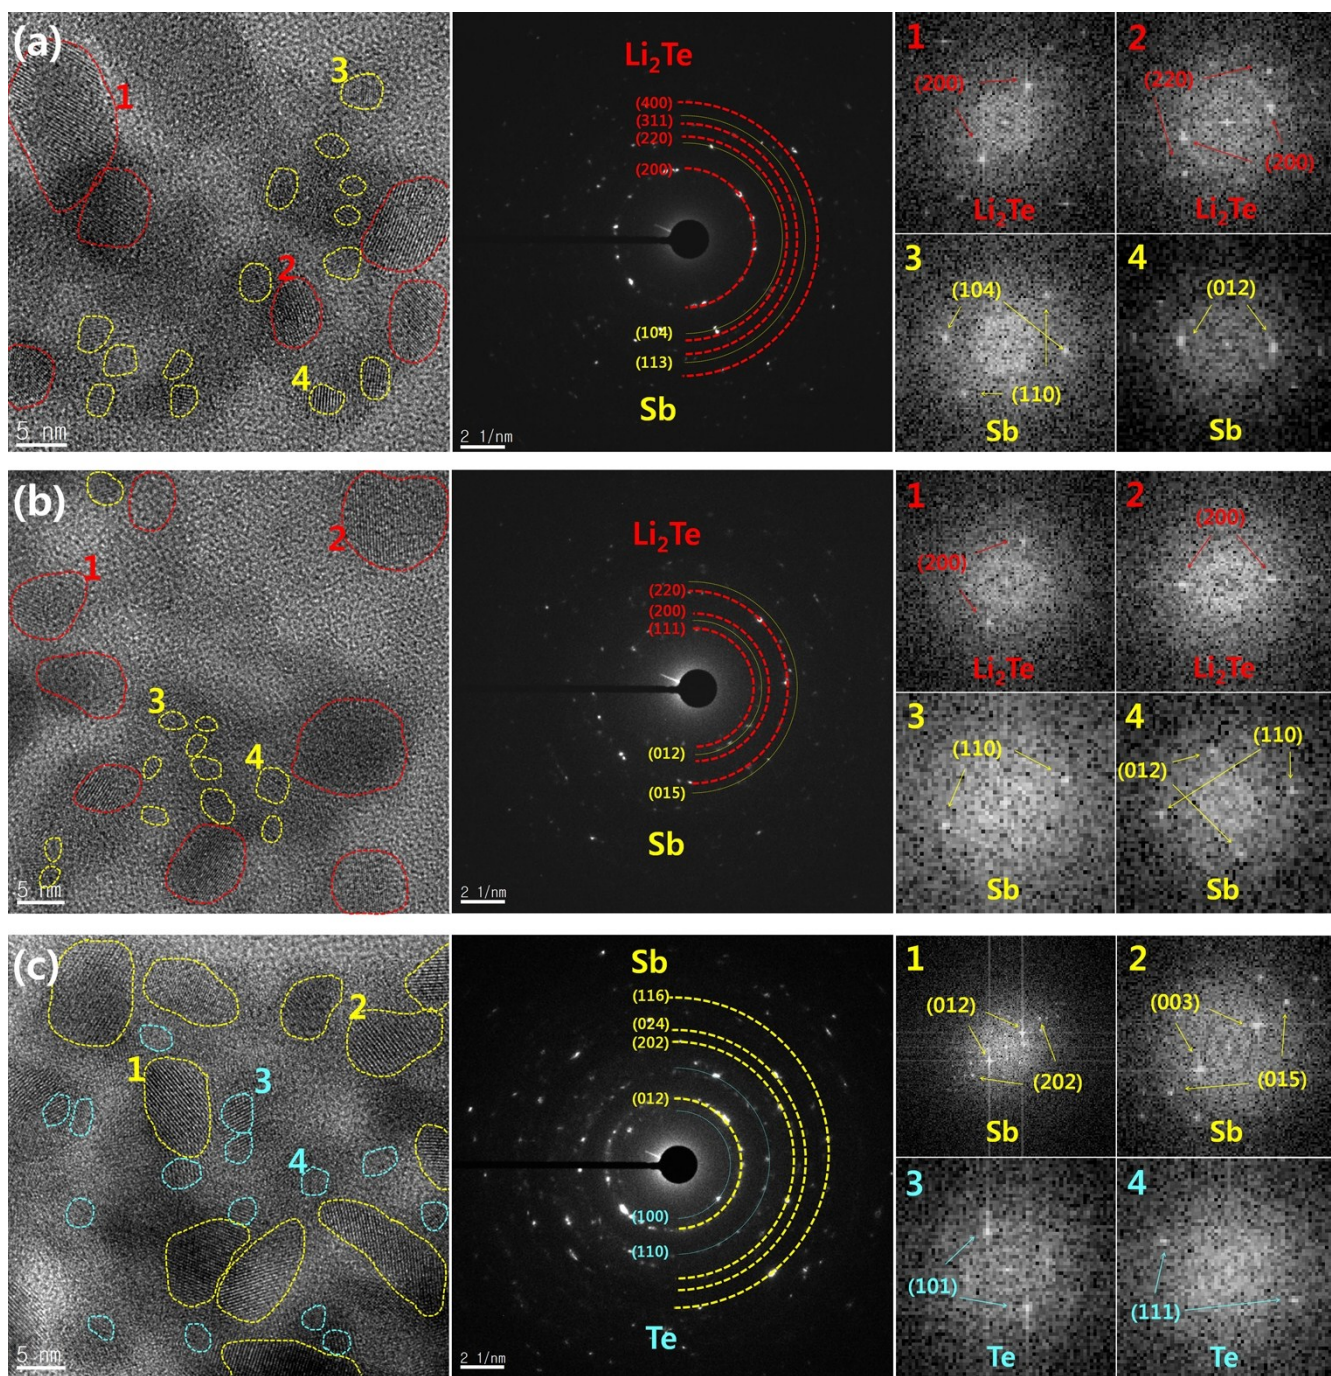 (a)
1
3
2
4
5 nm
Li₂Te
(400)
(311)
(220)
(200)
(104)
(113)
Sb
2 1/nm
1
(200)
Li₂Te
2
(220)
(200)
Li₂Te
3
(104)
(110)
Sb
4
(012)
Sb
(b)
1
2
3
4
5 nm
Li₂Te
(220)
(200)
(111)
(012)
(015)
Sb
2 1/nm
1
(200)
Li₂Te
2
(200)
Li₂Te
3
(110)
Sb
4
(110)
(012)
Sb
(c)
2
1
3
4
5 nm
Sb
(116)
(024)
(202)
(012)
(100)
(110)
Te
2 1/nm
1
(012)
(202)
Sb
2
(003)
(015)
Sb
3
(101)
Te
4
(111)
Te